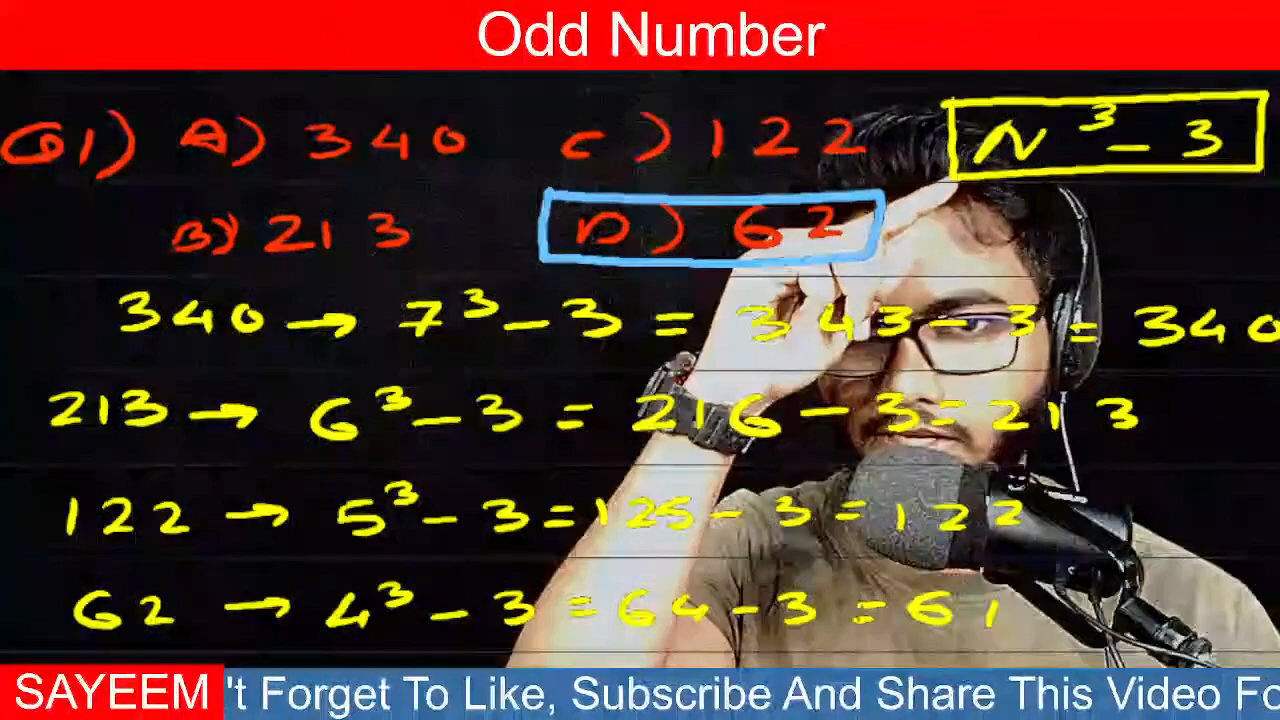 Odd Number
Q1) A) 340 C) 122 N³-3
B) 213 D) 62
340 → 7³-3 = 343-3 = 340
213 → 6³-3 = 216-3 = 213
122 → 5³-3 = 125-3 = 122
62 → 4³-3 = 64-3 = 61
SAYEEM 't Forget To Like, Subscribe And Share This Video Fo